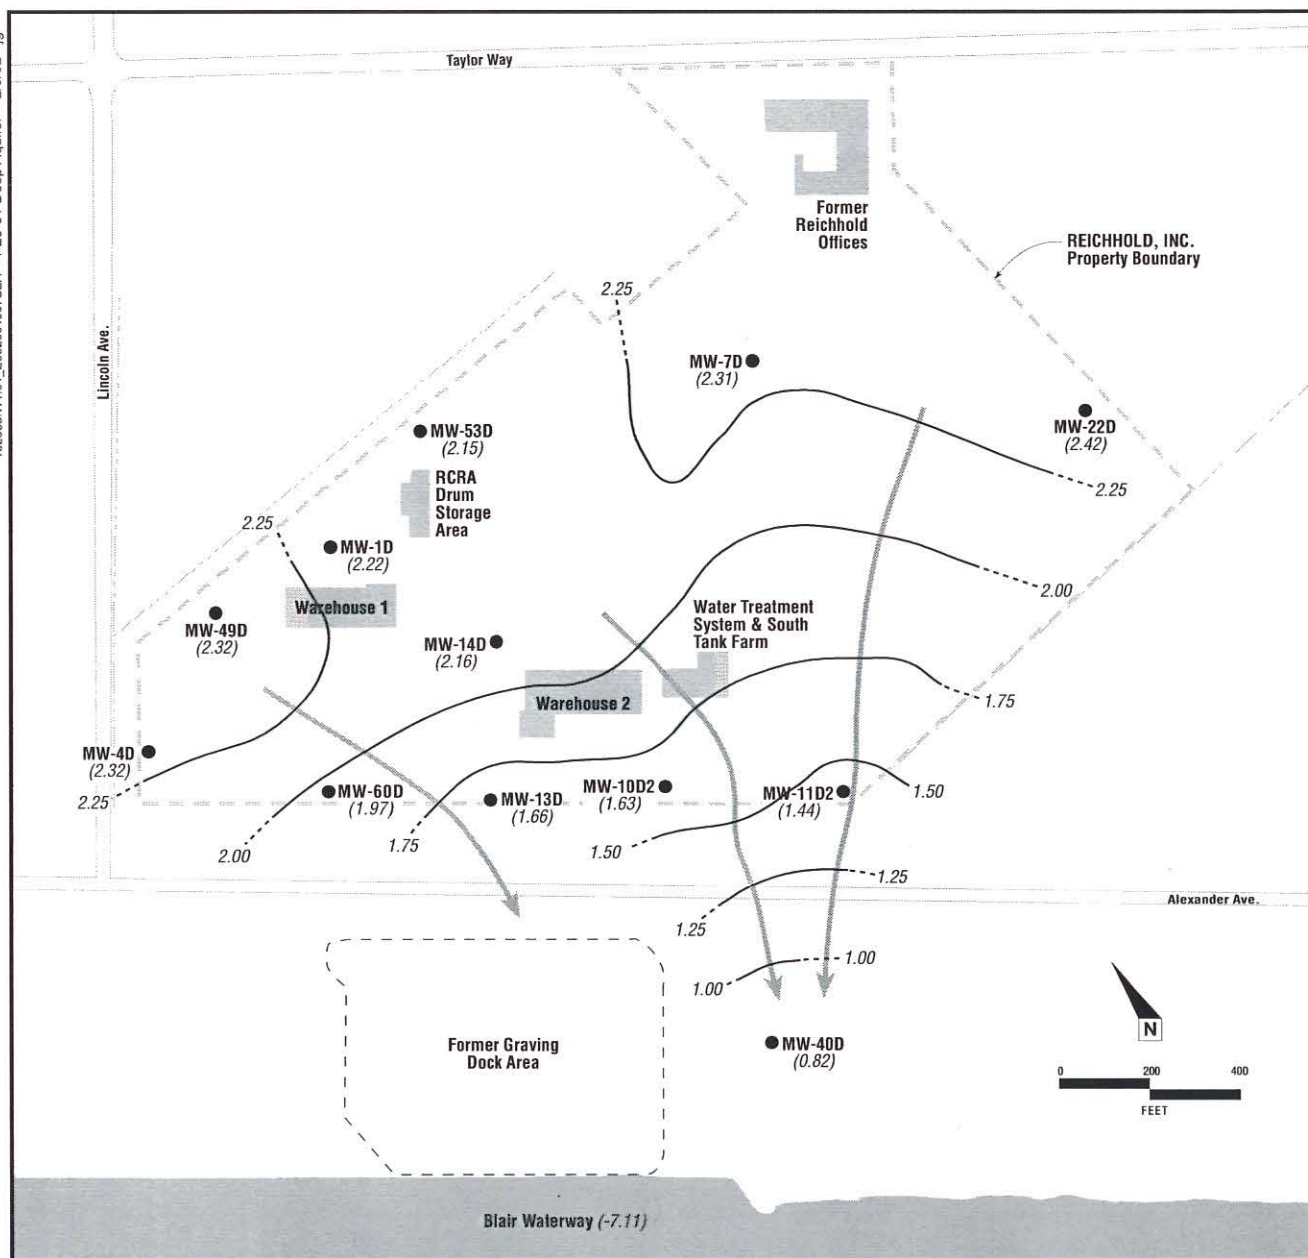 Taylor Way
Former
Reichhold
Offices
REICHHOLD, INC.
Property Boundary
Lincoln Ave.
2.25
MW-7D
(2.31)
MW-22D
(2.42)
MW-53D
(2.15)
RCRA
Drum
Storage
Area
2.25
2.25
MW-1D
(2.22)
2.00
Warehouse 1
MW-49D
(2.32)
MW-14D
(2.16)
Water Treatment
System & South
Tank Farm
Warehouse 2
1.75
MW-4D
(2.32)
2.25
MW-60D
(1.97)
MW-13D
(1.66)
MW-10D2
(1.63)
MW-11D2
(1.44)
1.50
2.00
1.75
1.50
1.25
1.25
Alexander Ave.
1.00
1.00
MW-40D
(0.82)
Former Graving
Dock Area
N
0 200 400
FEET
Blair Waterway (-7.11)